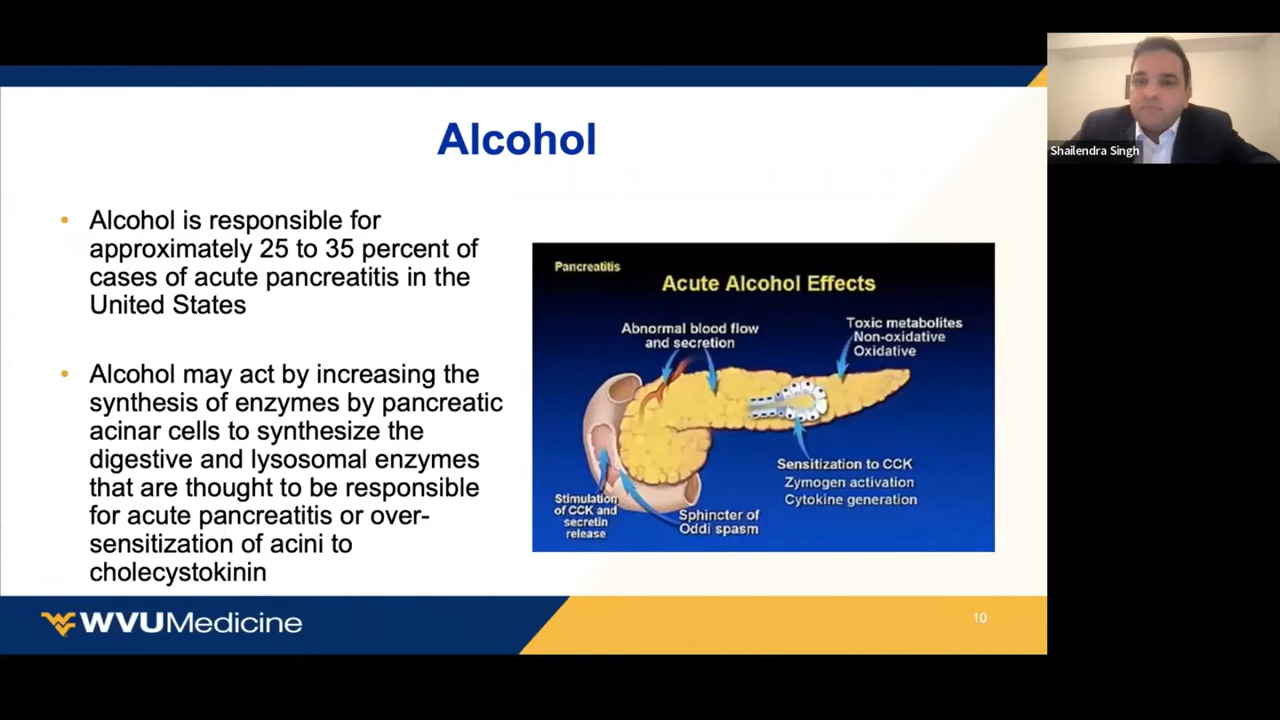 Alcohol
Shailendra Singh
• Alcohol is responsible for
approximately 25 to 35 percent of
cases of acute pancreatitis in the
United States
• Alcohol may act by increasing the
synthesis of enzymes by pancreatic
acinar cells to synthesize the
digestive and lysosomal enzymes
that are thought to be responsible
for acute pancreatitis or over-
sensitization of acini to
cholecystokinin
Pancreatitis
Acute Alcohol Effects
Abnormal blood flow
and secretion
Toxic metabolites
Non-oxidative
Oxidative
Sensitization to CCK
Zymogen activation
Cytokine generation
Stimulation
of CCK and
secretin
release
Sphincter of
Oddi spasm
WVUMedicine
10